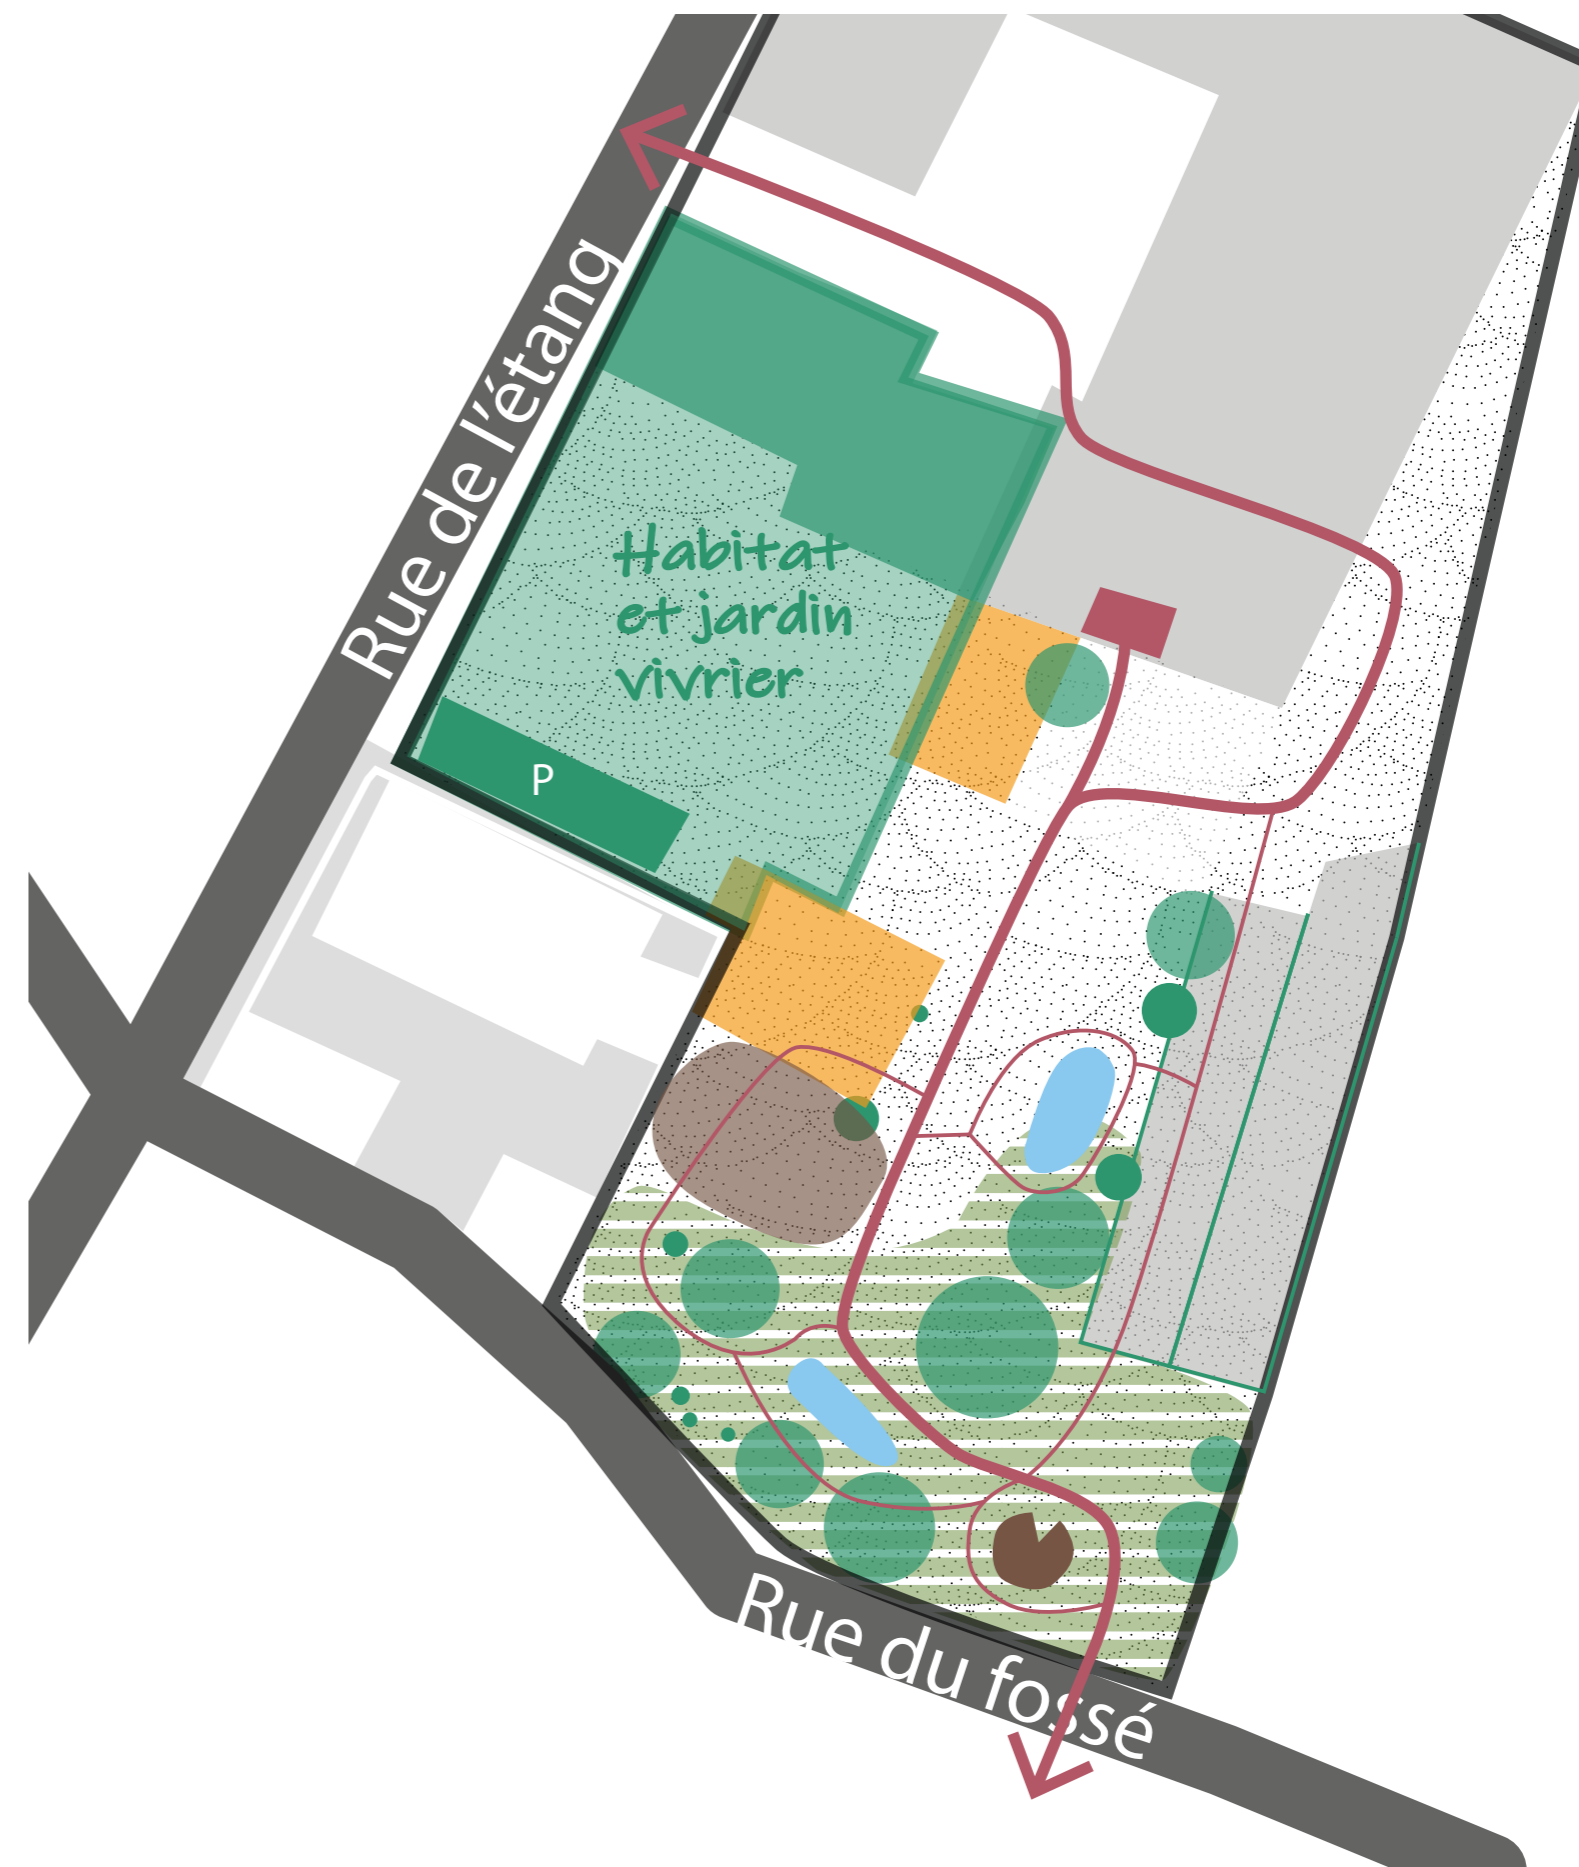 Rue de l'étang
Habitat
et jardin
vivrier
P
Rue du fossé